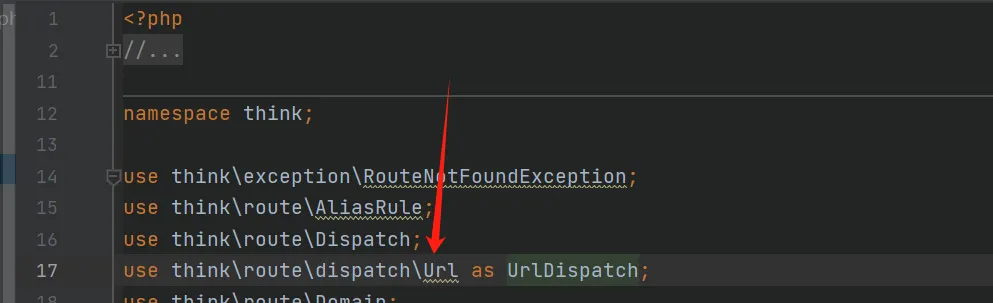 ph
1 <?php
2 //...
11
12 namespace think;
13
14 use think\exception\RouteNotFoundException;
15 use think\route\AliasRule;
16 use think\route\Dispatch;
17 use think\route\dispatch\Url as UrlDispatch;
18 use think\route\Domain;